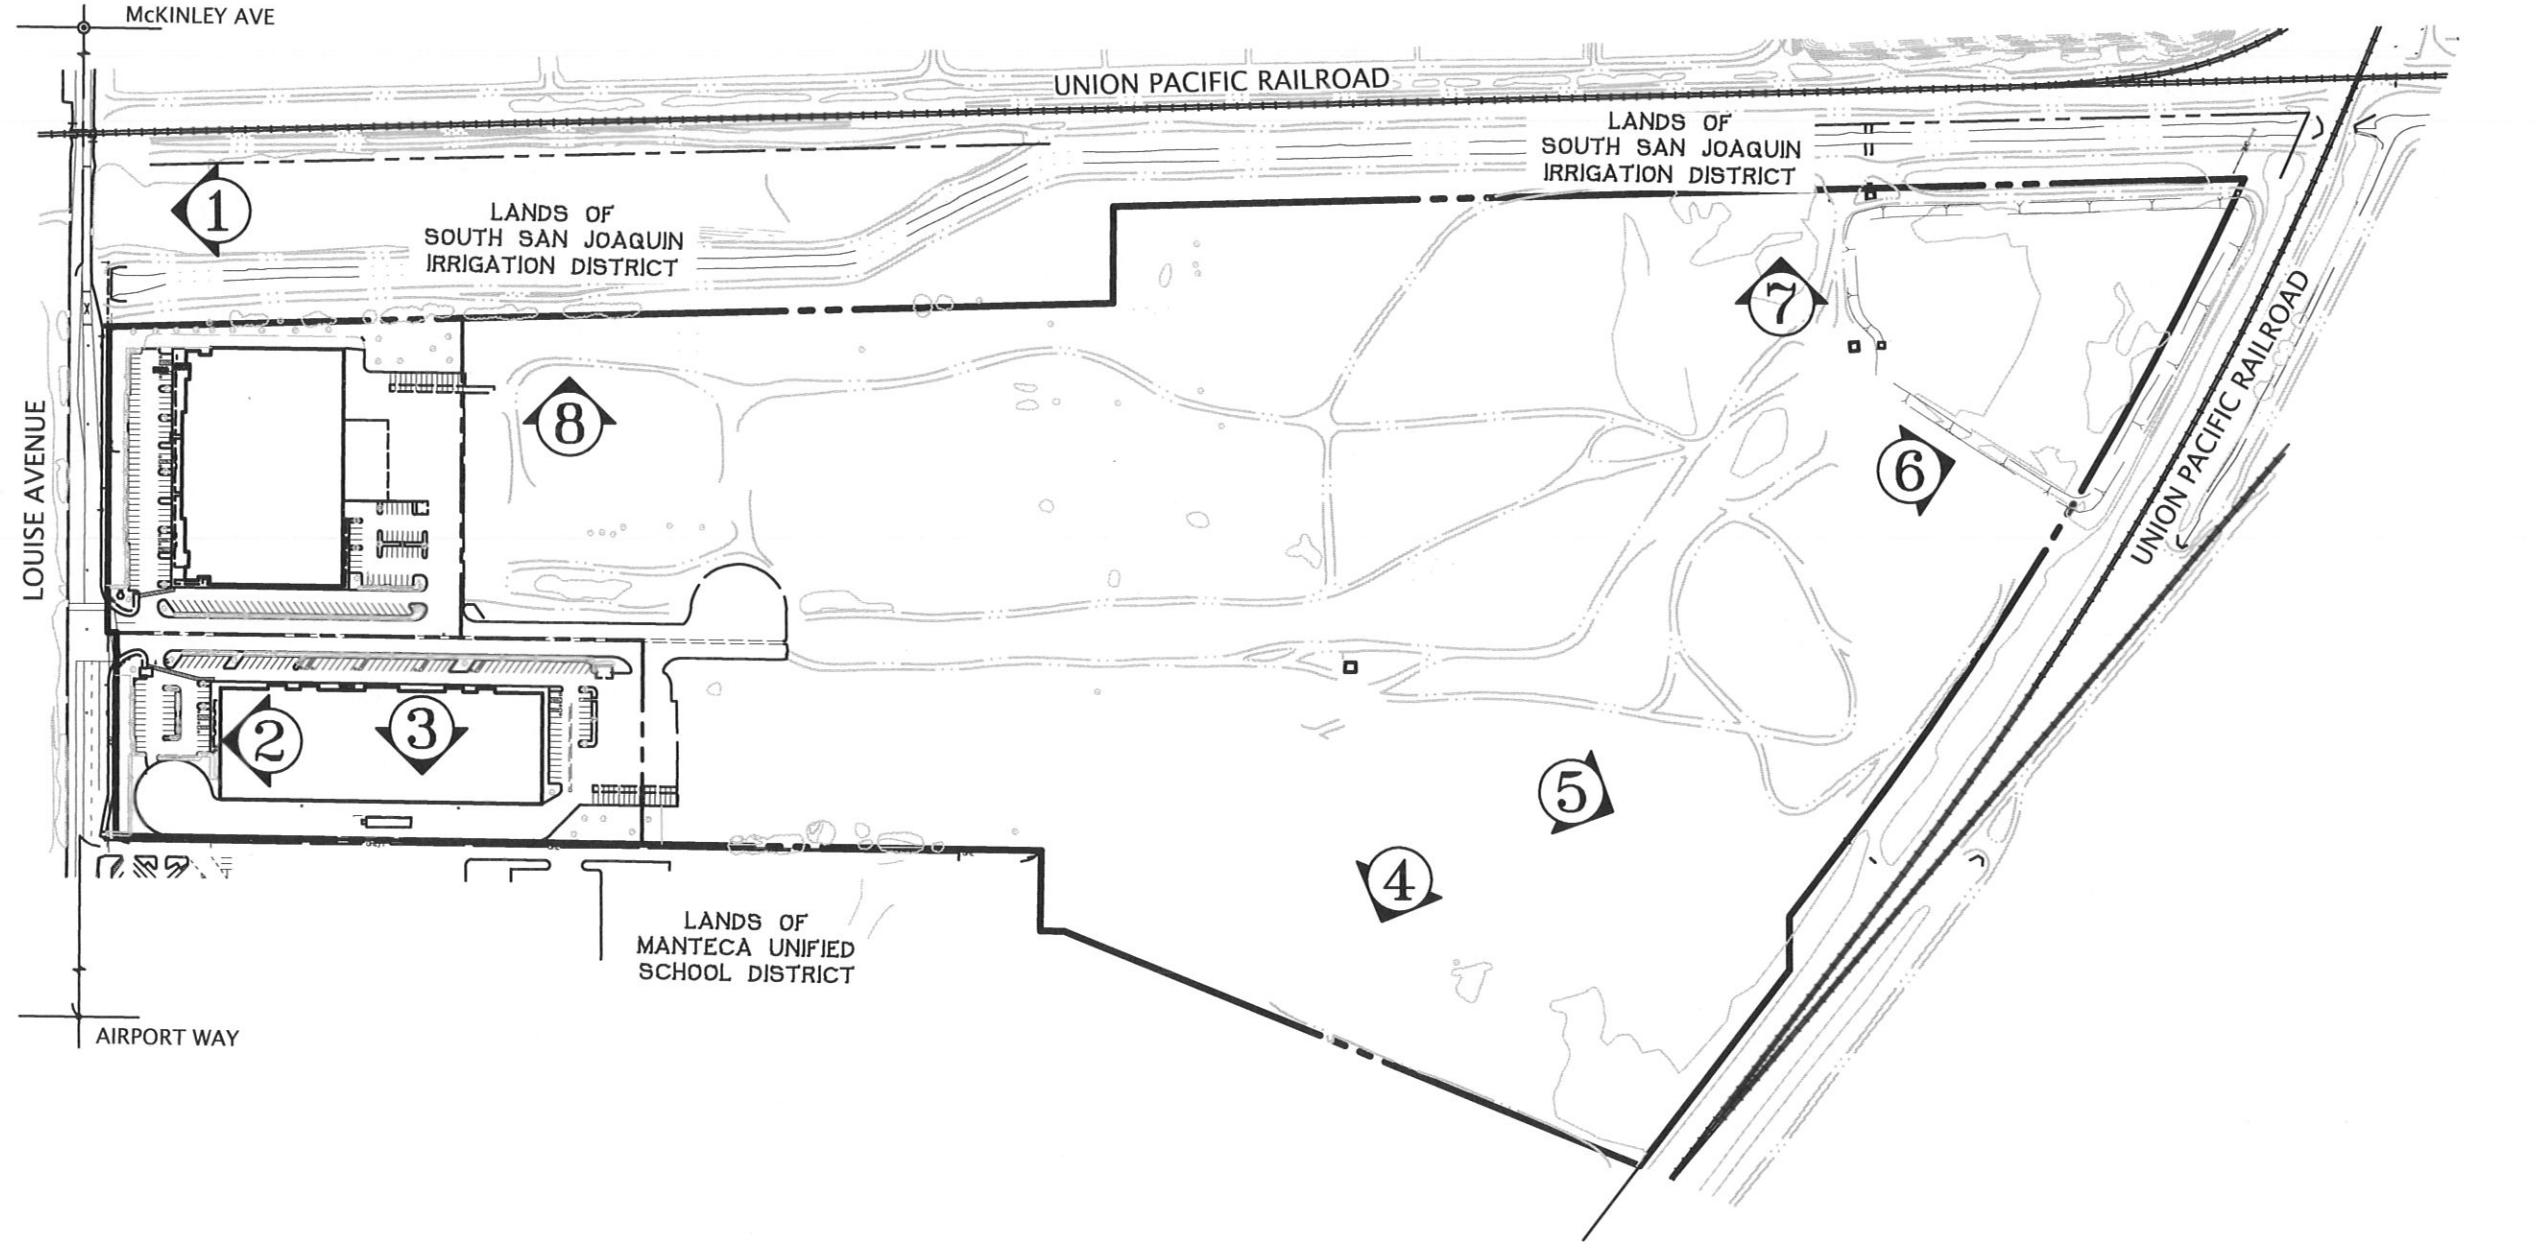 McKINLEY AVE
UNION PACIFIC RAILROAD
LANDS OF
SOUTH SAN JOAQUIN
IRRIGATION DISTRICT
1
LANDS OF
SOUTH SAN JOAQUIN
IRRIGATION DISTRICT
7
UNION PACIFIC RAILROAD
LOUISE AVENUE
8
6
2
3
5
4
LANDS OF
MANTECA UNIFIED
SCHOOL DISTRICT
AIRPORT WAY